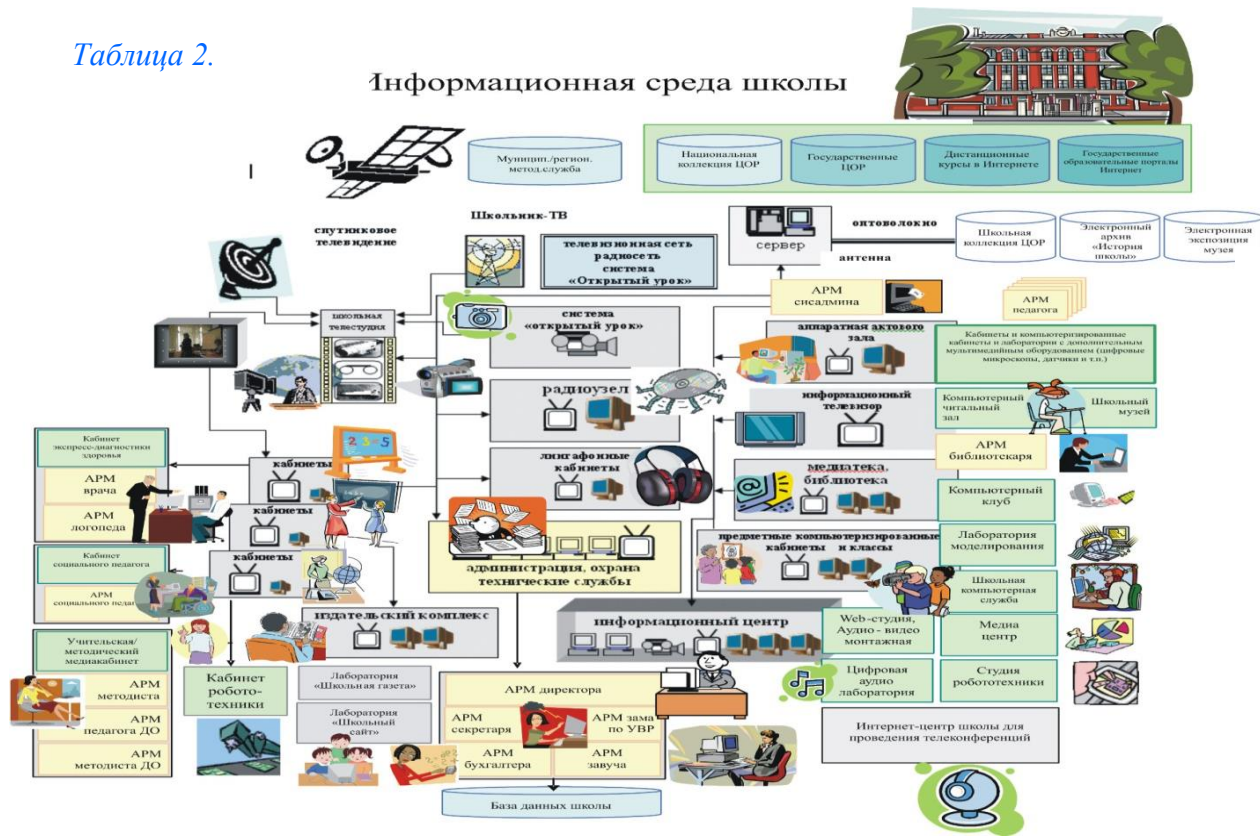 Таблица 2.
Информационная среда школы
Муницип./регион.
метод.служба
Национальная
коллекция ЦОР
Государственные
ЦОР
Дистанционные
курсы в Интернете
Государственные
образовательные порталы
Интернет
спутниковое
телевидение
Школьник-ТВ
телевизионная сеть
радиосеть
система
«Открытый урок»
сервер
оптоволокно
антенна
Школьная
коллекция ЦОР
Электронный
архив
«История
школы»
Электронная
экспозиция
музея
АРМ
сисадмина
АРМ
педагога
школьная
телестудия
система
«открытый урок»
аппаратная актового
зала
Кабинеты и компьютеризированные
кабинеты и лаборатории с дополнительным
мультимедийным оборудованием (цифровые
микроскопы, датчики и т.п.)
радиоузел
информационный
телевизор
Компьютерный
читальный
зал
Школьный
музей
Кабинет
экспресс-диагностики
здоровья
АРМ
врача
АРМ
логопеда
2 3 5
кабинеты
кабинеты
кабинеты
лингафонные
кабинеты
медиатека,
библиотека
АРМ
библиотскаря
Компьютерный
клуб
Лаборатория
моделирования
Школьная
компьютерная
служба
Кабинет
социального педагога
АРМ
социального педаг
администрация, охрана
технические службы
предметные компьютеризированные
кабинеты и классы
издательский комплекс
информационный центр
Web-студия,
Аудио - видео
монтажная
Медиа
центр
Цифровая
аудио
лаборатория
Студия
робототехники
Учительская/
методический
медиакабинет
АРМ
методиста
АРМ
педагога ДО
АРМ
методиста ДО
Кабинет
робото-
техники
Лаборатория
«Школьная газета»
Лаборатория
«Школьный
сайт»
АРМ директора
АРМ
секретаря
АРМ зама
по УВР
АРМ
бухгалтера
АРМ
завуча
Интернет-центр школы для
проведения телеконференций
База данных школы